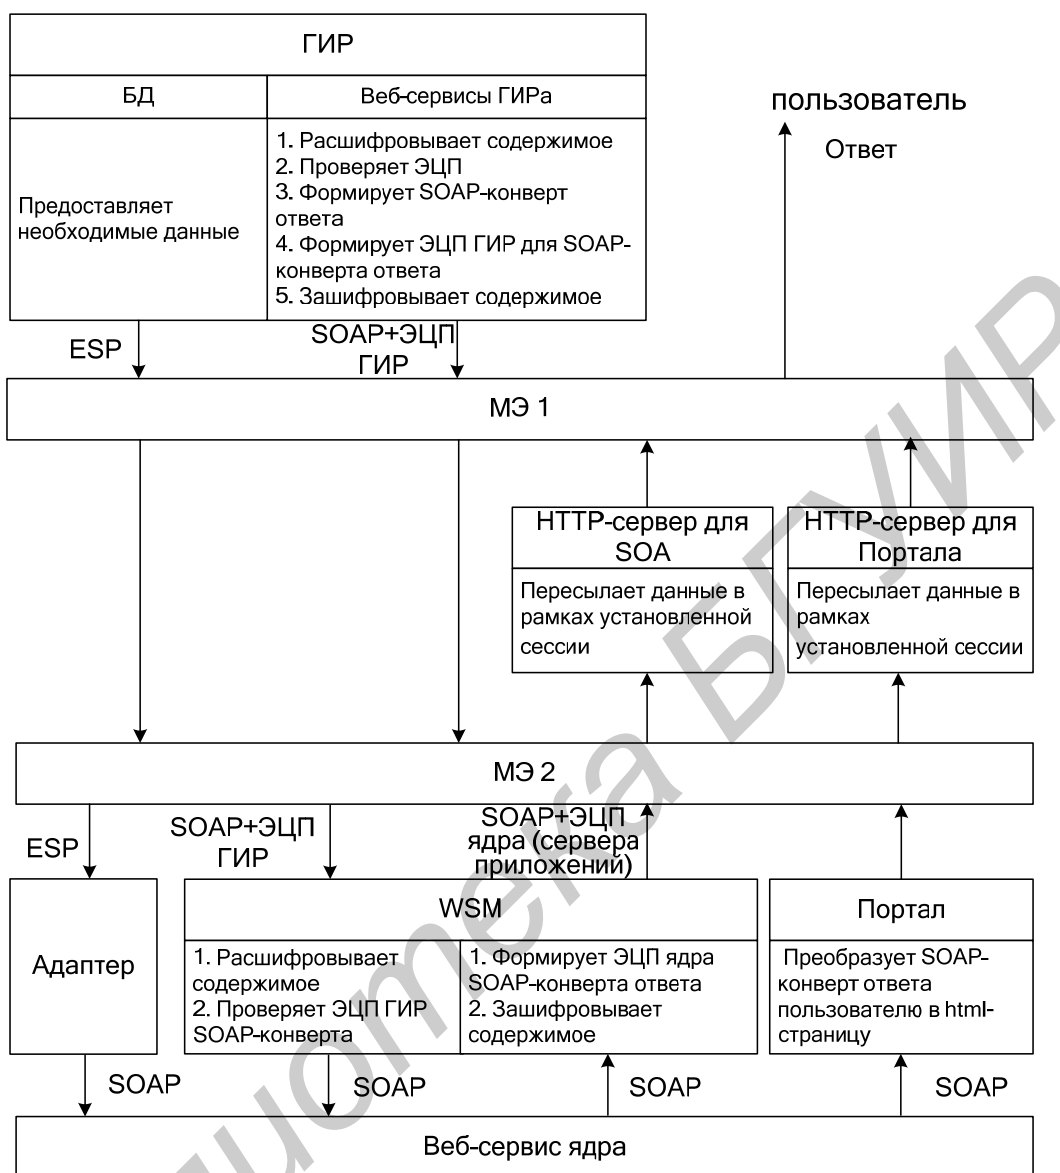 ГИР
БД
Веб-сервисы ГИРа
Предоставляет
необходимые данные
1. Расшифровывает содержимое
2. Проверяет ЭЦП
3. Формирует SOAP-конверт
ответа
4. Формирует ЭЦП ГИР для SOAP-
конверта ответа
5. Зашифровывает содержимое
пользователь
Ответ
ESP
SOAP+ЭЦП
ГИР
МЭ 1
HTTP-сервер для
SOA
Пересылает данные в
рамках установленной
сессии
HTTP-сервер для
Портала
Пересылает данные в
рамках
установленной сессии
МЭ 2
ESP
SOAP+ЭЦП
ГИР
SOAP+ЭЦП
ядра (сервера
приложений)
Адаптер
WSM
1. Расшифровывает
содержимое
2. Проверяет ЭЦП ГИР
SOAP-конверта
1. Формирует ЭЦП ядра
SOAP-конверта ответа
2. Зашифровывает
содержимое
Портал
Преобразует SOAP-
конверт ответа
пользователю в html-
страницу
SOAP
SOAP
SOAP
SOAP
Веб-сервис ядра
лиотека БГУИР